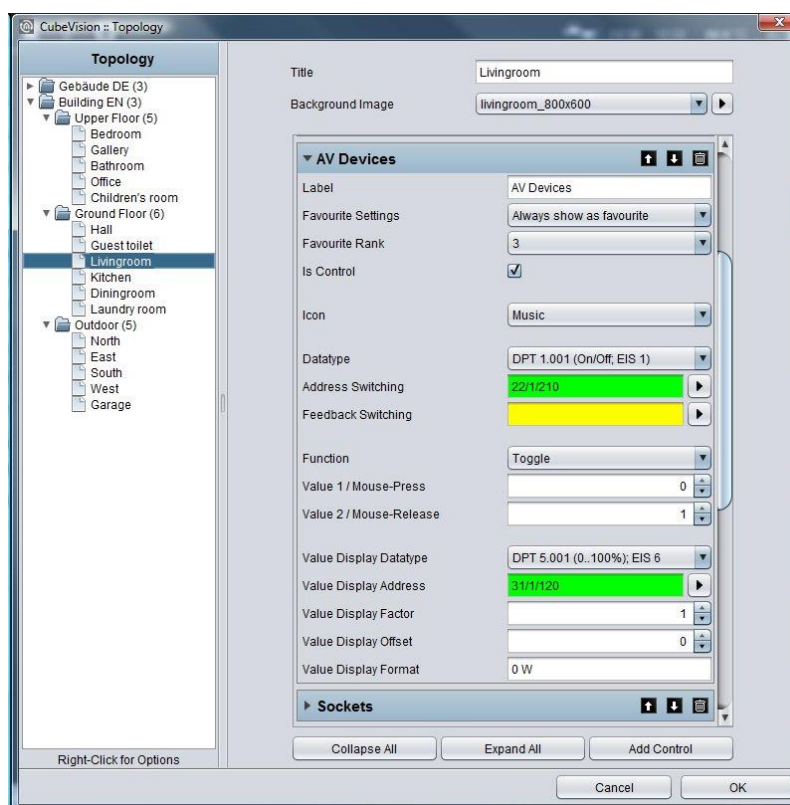 CubeVision :: Topology
Topology
Gebäude DE (3)
Building EN (3)
Upper Floor (5)
Bedroom
Gallery
Bathroom
Office
Children's room
Ground Floor (6)
Hall
Guest toilet
Livingroom
Kitchen
Diningroom
Laundry room
Outdoor (5)
North
East
South
West
Garage
Right-Click for Options
Title Livingroom
Background Image livingroom_800x600
AV Devices
Label AV Devices
Favourite Settings Always show as favourite
Favourite Rank 3
Is Control
Icon Music
Datatype DPT 1.001 (On/Off; EIS 1)
Address Switching 22/1/210
Feedback Switching
Function Toggle
Value 1 / Mouse-Press 0
Value 2 / Mouse-Release 1
Value Display Datatype DPT 5.001 (0..100%); EIS 6
Value Display Address 31/1/120
Value Display Factor 1
Value Display Offset 0
Value Display Format 0 W
Sockets
Collapse All Expand All Add Control
Cancel OK